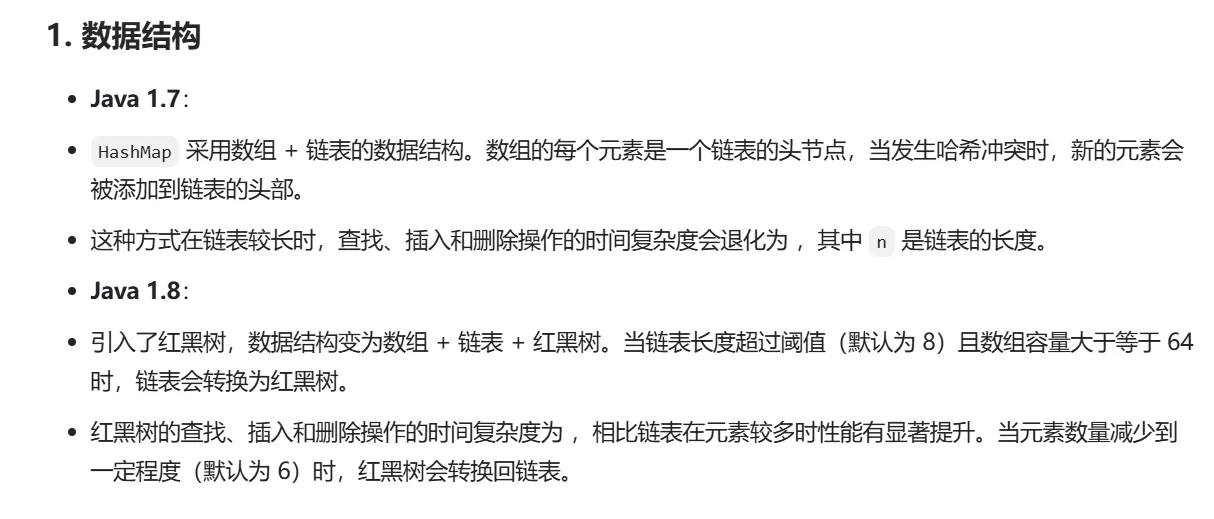 1. 数据结构
• Java 1.7：
• HashMap 采用数组 + 链表的数据结构。数组的每个元素是一个链表的头节点，当发生哈希冲突时，新的元素会
被添加到链表的头部。
• 这种方式在链表较长时，查找、插入和删除操作的时间复杂度会退化为 ，其中 n 是链表的长度。
• Java 1.8：
• 引入了红黑树，数据结构变为数组 + 链表 + 红黑树。当链表长度超过阈值（默认为 8）且数组容量大于等于 64
时，链表会转换为红黑树。
• 红黑树的查找、插入和删除操作的时间复杂度为 ，相比链表在元素较多时性能有显著提升。当元素数量减少到
一定程度（默认为 6）时，红黑树会转换回链表。